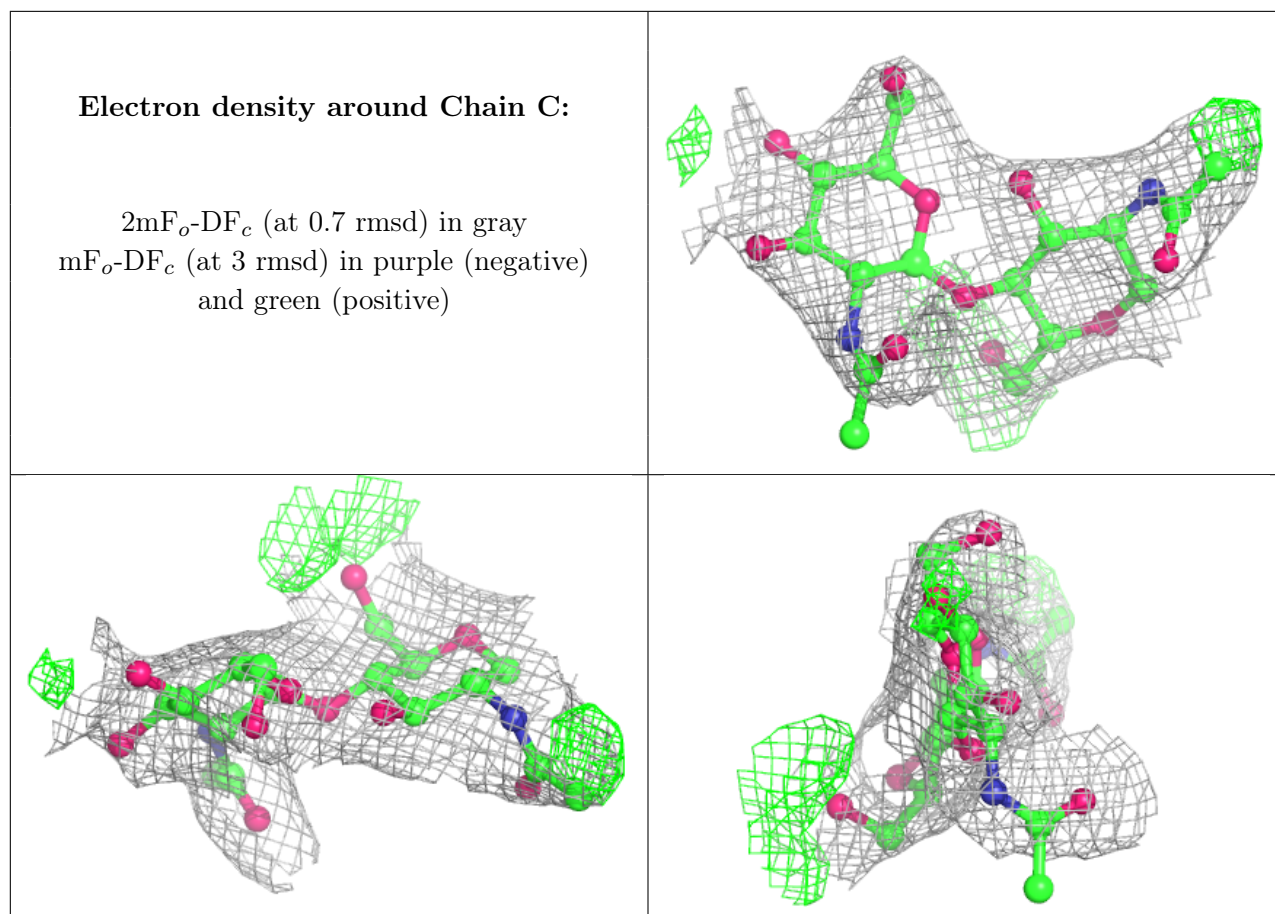 Electron density around Chain C:
2mFₒ-DF𝒸 (at 0.7 rmsd) in gray
mFₒ-DF𝒸 (at 3 rmsd) in purple (negative)
and green (positive)